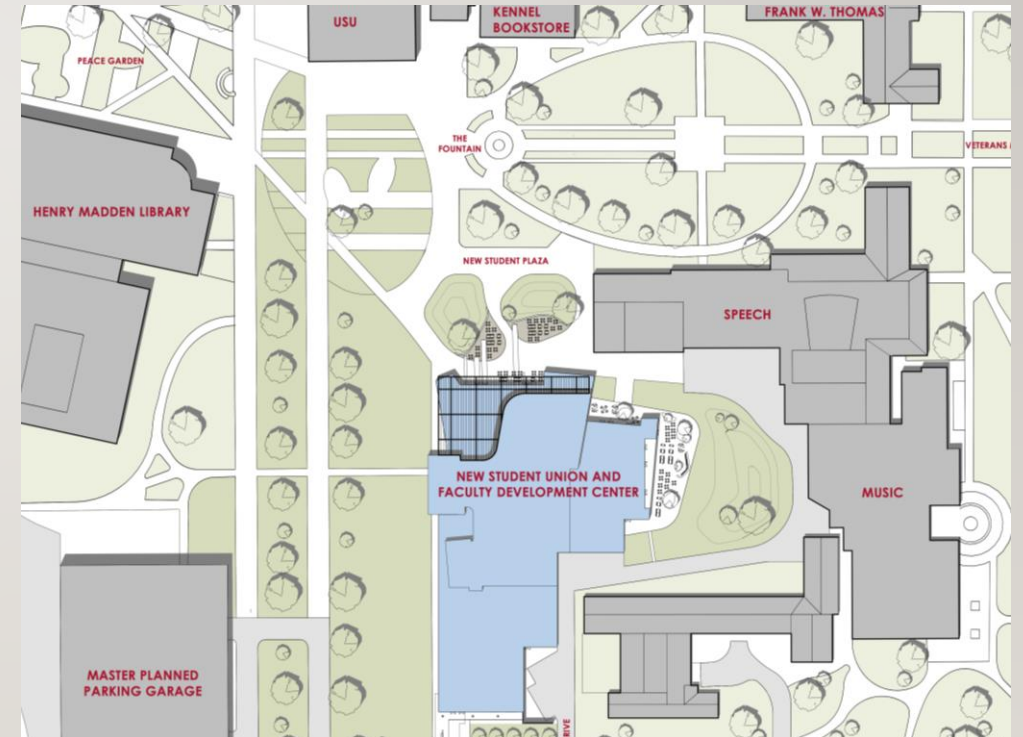 USU
KENNEL
BOOKSTORE
FRANK W. THOMAS
PEACE GARDEN
THE
FOUNTAIN
VETERANS
HENRY MADDEN LIBRARY
NEW STUDENT PLAZA
SPEECH
NEW STUDENT UNION AND
FACULTY DEVELOPMENT CENTER
MUSIC
MASTER PLANNED
PARKING GARAGE